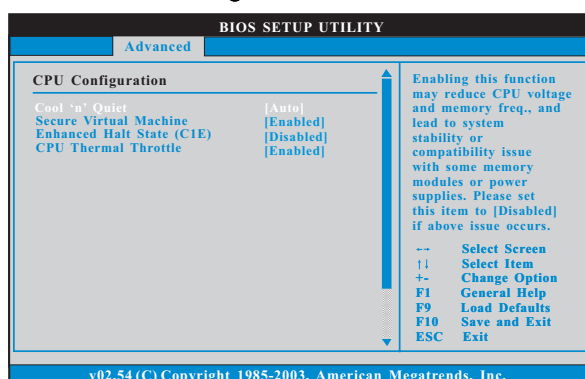 BIOS SETUP UTILITY
Advanced
CPU Configuration
Cool ‘n’ Quiet [Auto]
Secure Virtual Machine [Enabled]
Enhanced Halt State (C1E) [Disabled]
CPU Thermal Throttle [Enabled]
Enabling this function
may reduce CPU voltage
and memory freq., and
lead to system
stability or
compatibility issue
with some memory
modules or power
supplies. Please set
this item to [Disabled]
if above issue occurs.
←→ Select Screen
↑↓ Select Item
+- Change Option
F1 General Help
F9 Load Defaults
F10 Save and Exit
ESC Exit
v02.54 (C) Copyright 1985-2003, American Megatrends, Inc.